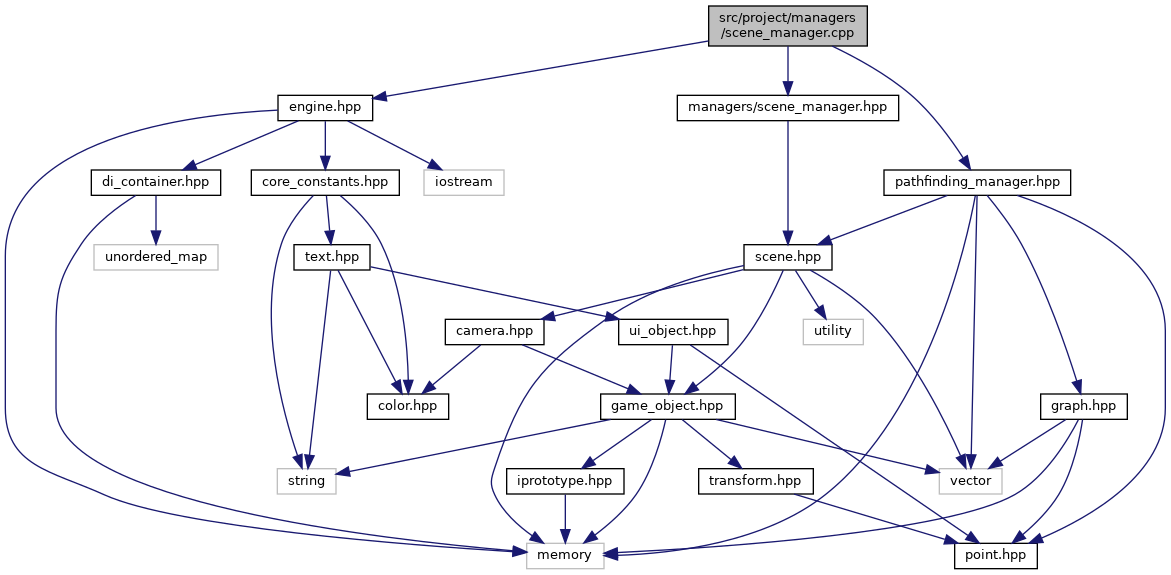 src/project/managers
/scene_manager.cpp
engine.hpp
managers/scene_manager.hpp
di_container.hpp
core_constants.hpp
iostream
pathfinding_manager.hpp
unordered_map
text.hpp
scene.hpp
camera.hpp
ui_object.hpp
utility
color.hpp
game_object.hpp
graph.hpp
string
iprototype.hpp
transform.hpp
vector
memory
point.hpp